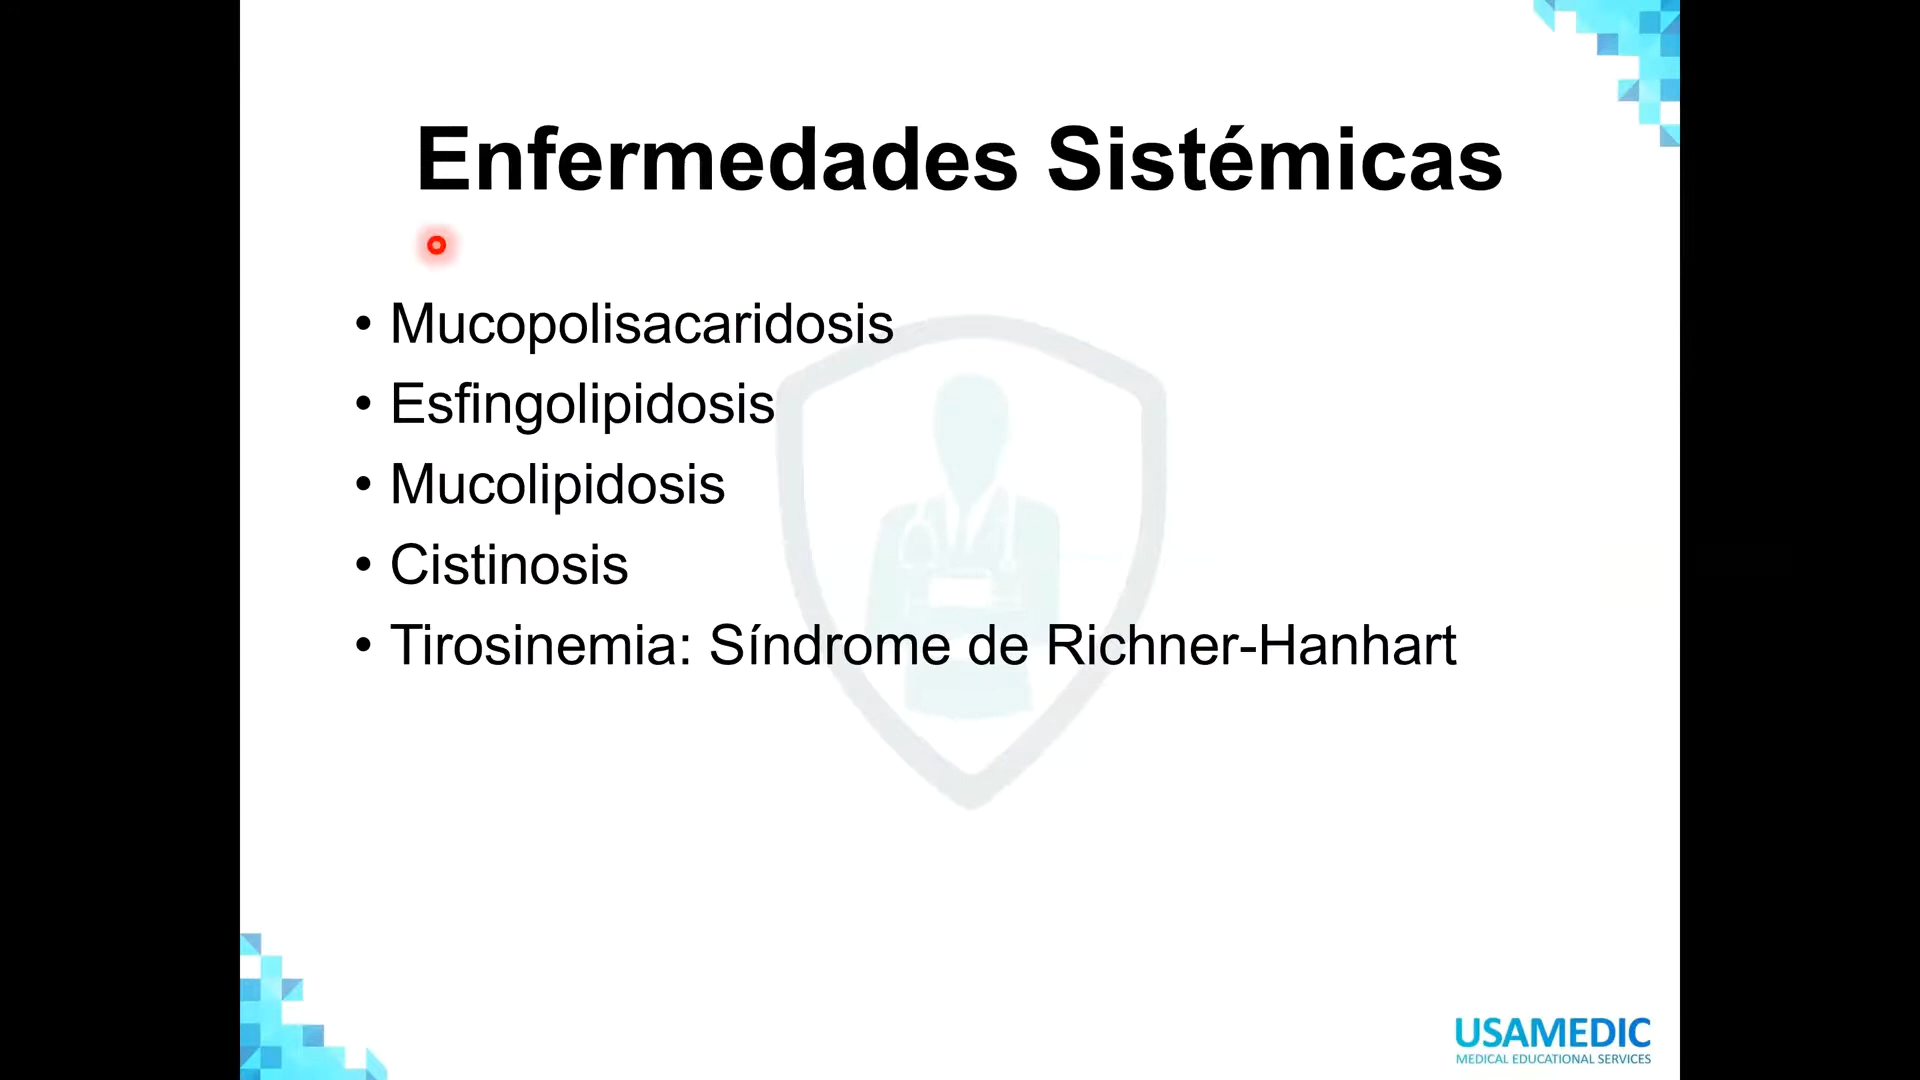 Enfermedades Sistémicas
• Mucopolisacaridosis
• Esfingolipidosis
• Mucolipidosis
• Cistinosis
• Tirosinemia: Síndrome de Richner-Hanhart
USAMEDIC
MEDICAL EDUCATIONAL SERVICES